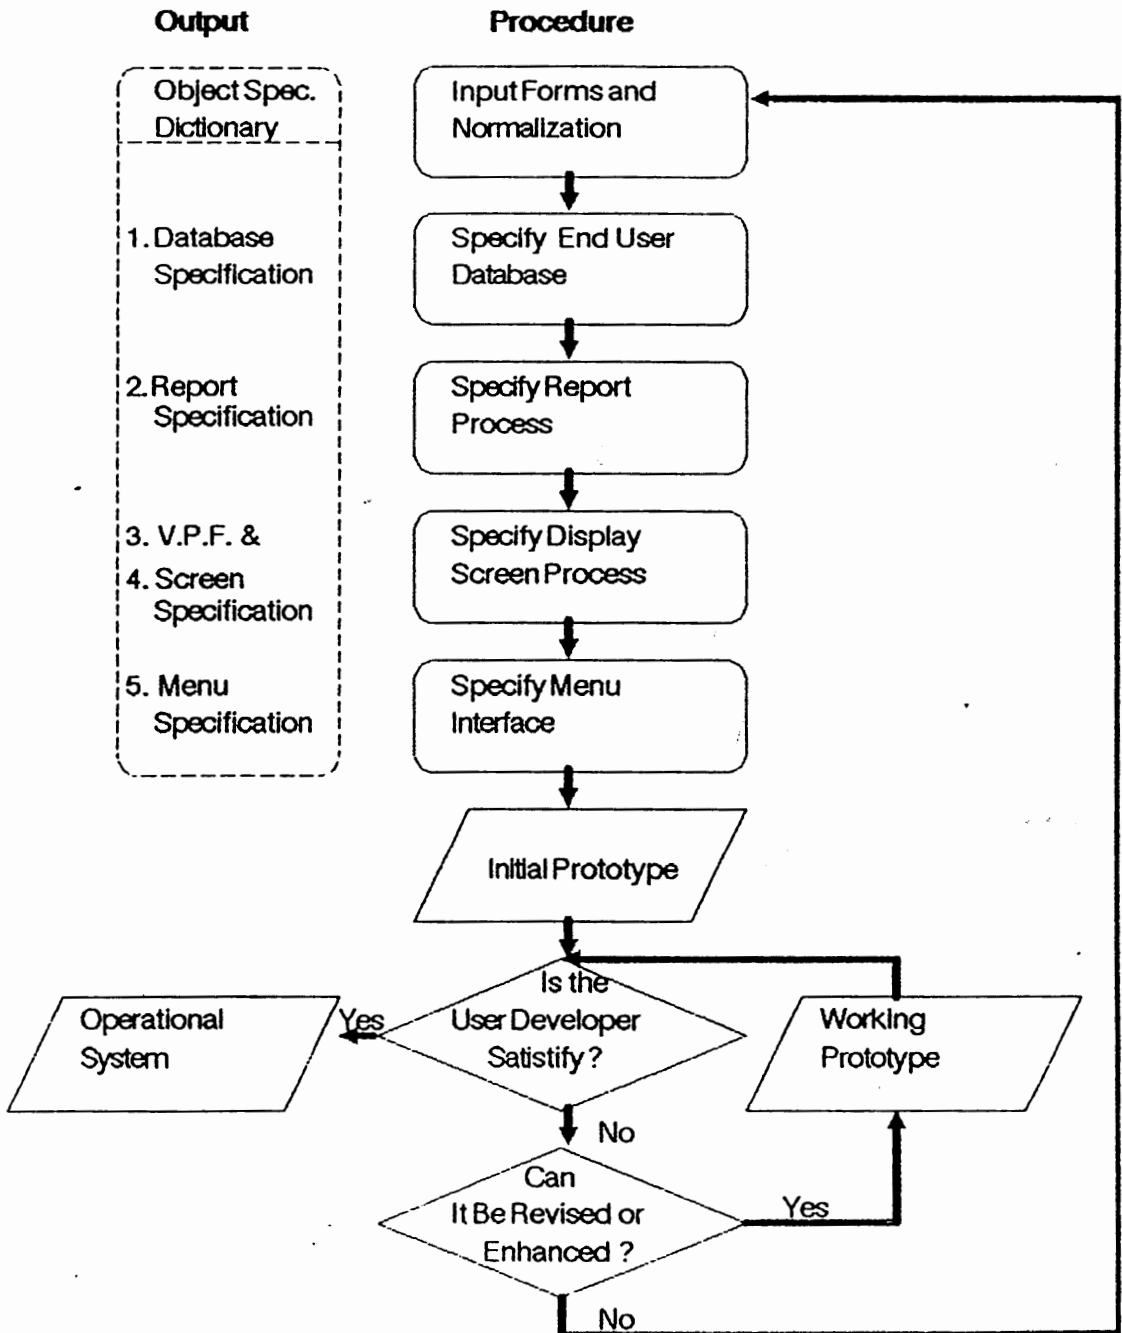 Output
Procedure
Object Spec.
Dictionary
Input Forms and
Normalization
1. Database
Specification
Specify End User
Database
2. Report
Specification
Specify Report
Process
3. V.P.F. &
4. Screen
Specification
Specify Display
Screen Process
5. Menu
Specification
Specify Menu
Interface
Initial Prototype
Is the
User Developer
Satistify ?
Yes
Operational
System
Working
Prototype
No
Can
It Be Revised or
Enhanced ?
Yes
No